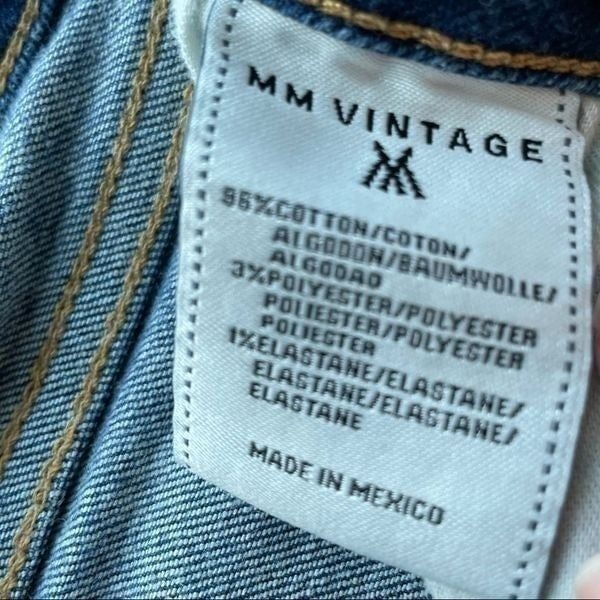 MM VINTAGE
96%COTTON/COTON/
ALGODON/BAUMWOLLE/
ALGODAO
3%POLYESTER/POLYESTER
POLIESTER/POLYESTER
POLIESTER
1%ELASTANE/ELASTANE/
ELASTANE/ELASTANE/
ELASTANE
MADE IN MEXICO